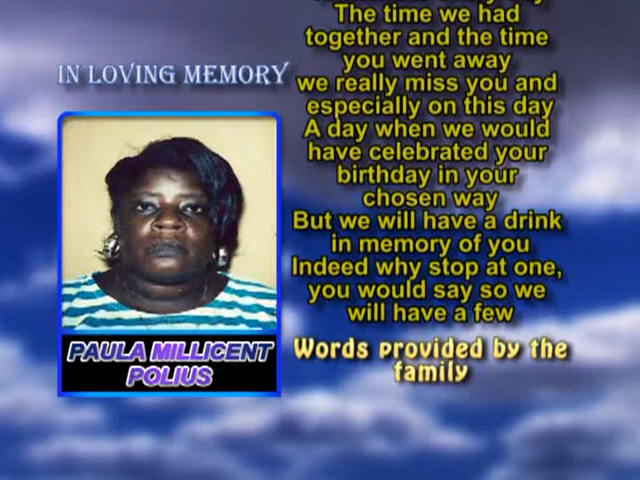 The time we had
together and the time
you went away
IN LOVING MEMORY
we really miss you and
especially on this day
A day when we would
have celebrated your
birthday in your
chosen way
But we will have a drink
in memory of you
Indeed why stop at one,
you would say so we
will have a few
PAULA MILLICENT
POLIUS
Words provided by the
family